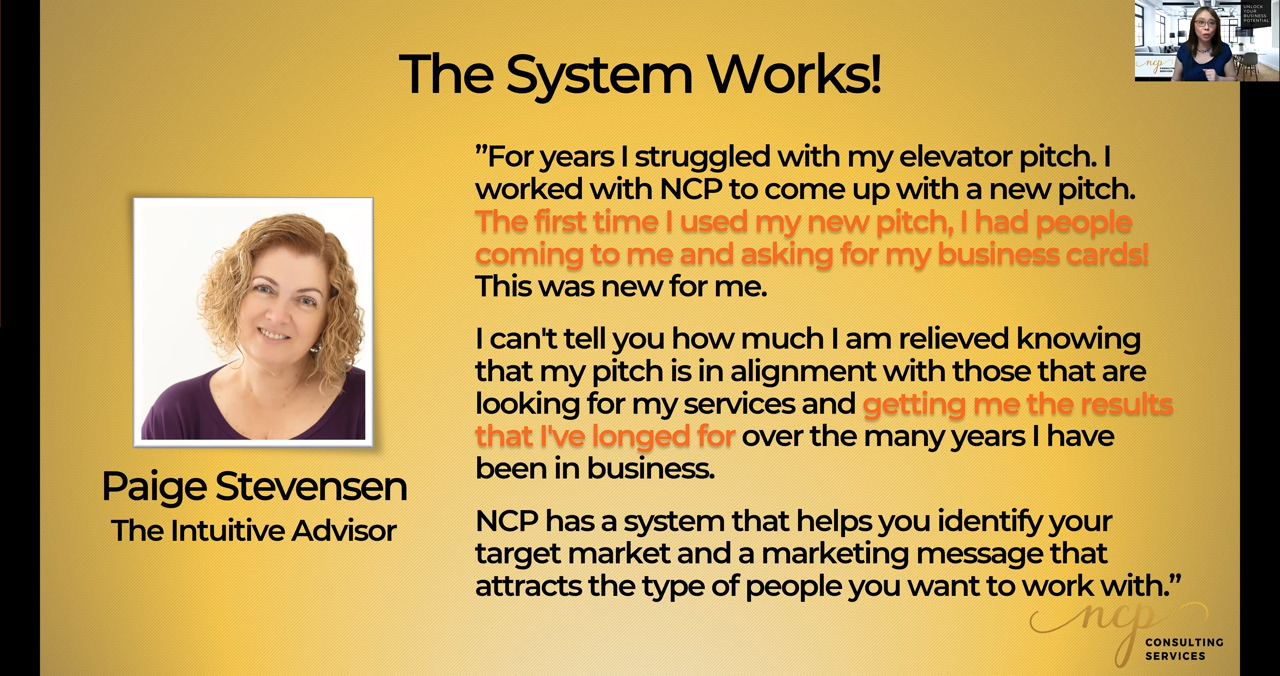 UNLOCK
YOUR
BUSINESS
POTENTIAL
ncp
The System Works!
”For years I struggled with my elevator pitch. I
worked with NCP to come up with a new pitch.
The first time I used my new pitch, I had people
coming to me and asking for my business cards!
This was new for me.
I can't tell you how much I am relieved knowing
that my pitch is in alignment with those that are
looking for my services and getting me the results
that I've longed for over the many years I have
been in business.
NCP has a system that helps you identify your
target market and a marketing message that
attracts the type of people you want to work with.”
Paige Stevensen
The Intuitive Advisor
ncp
CONSULTING
SERVICES